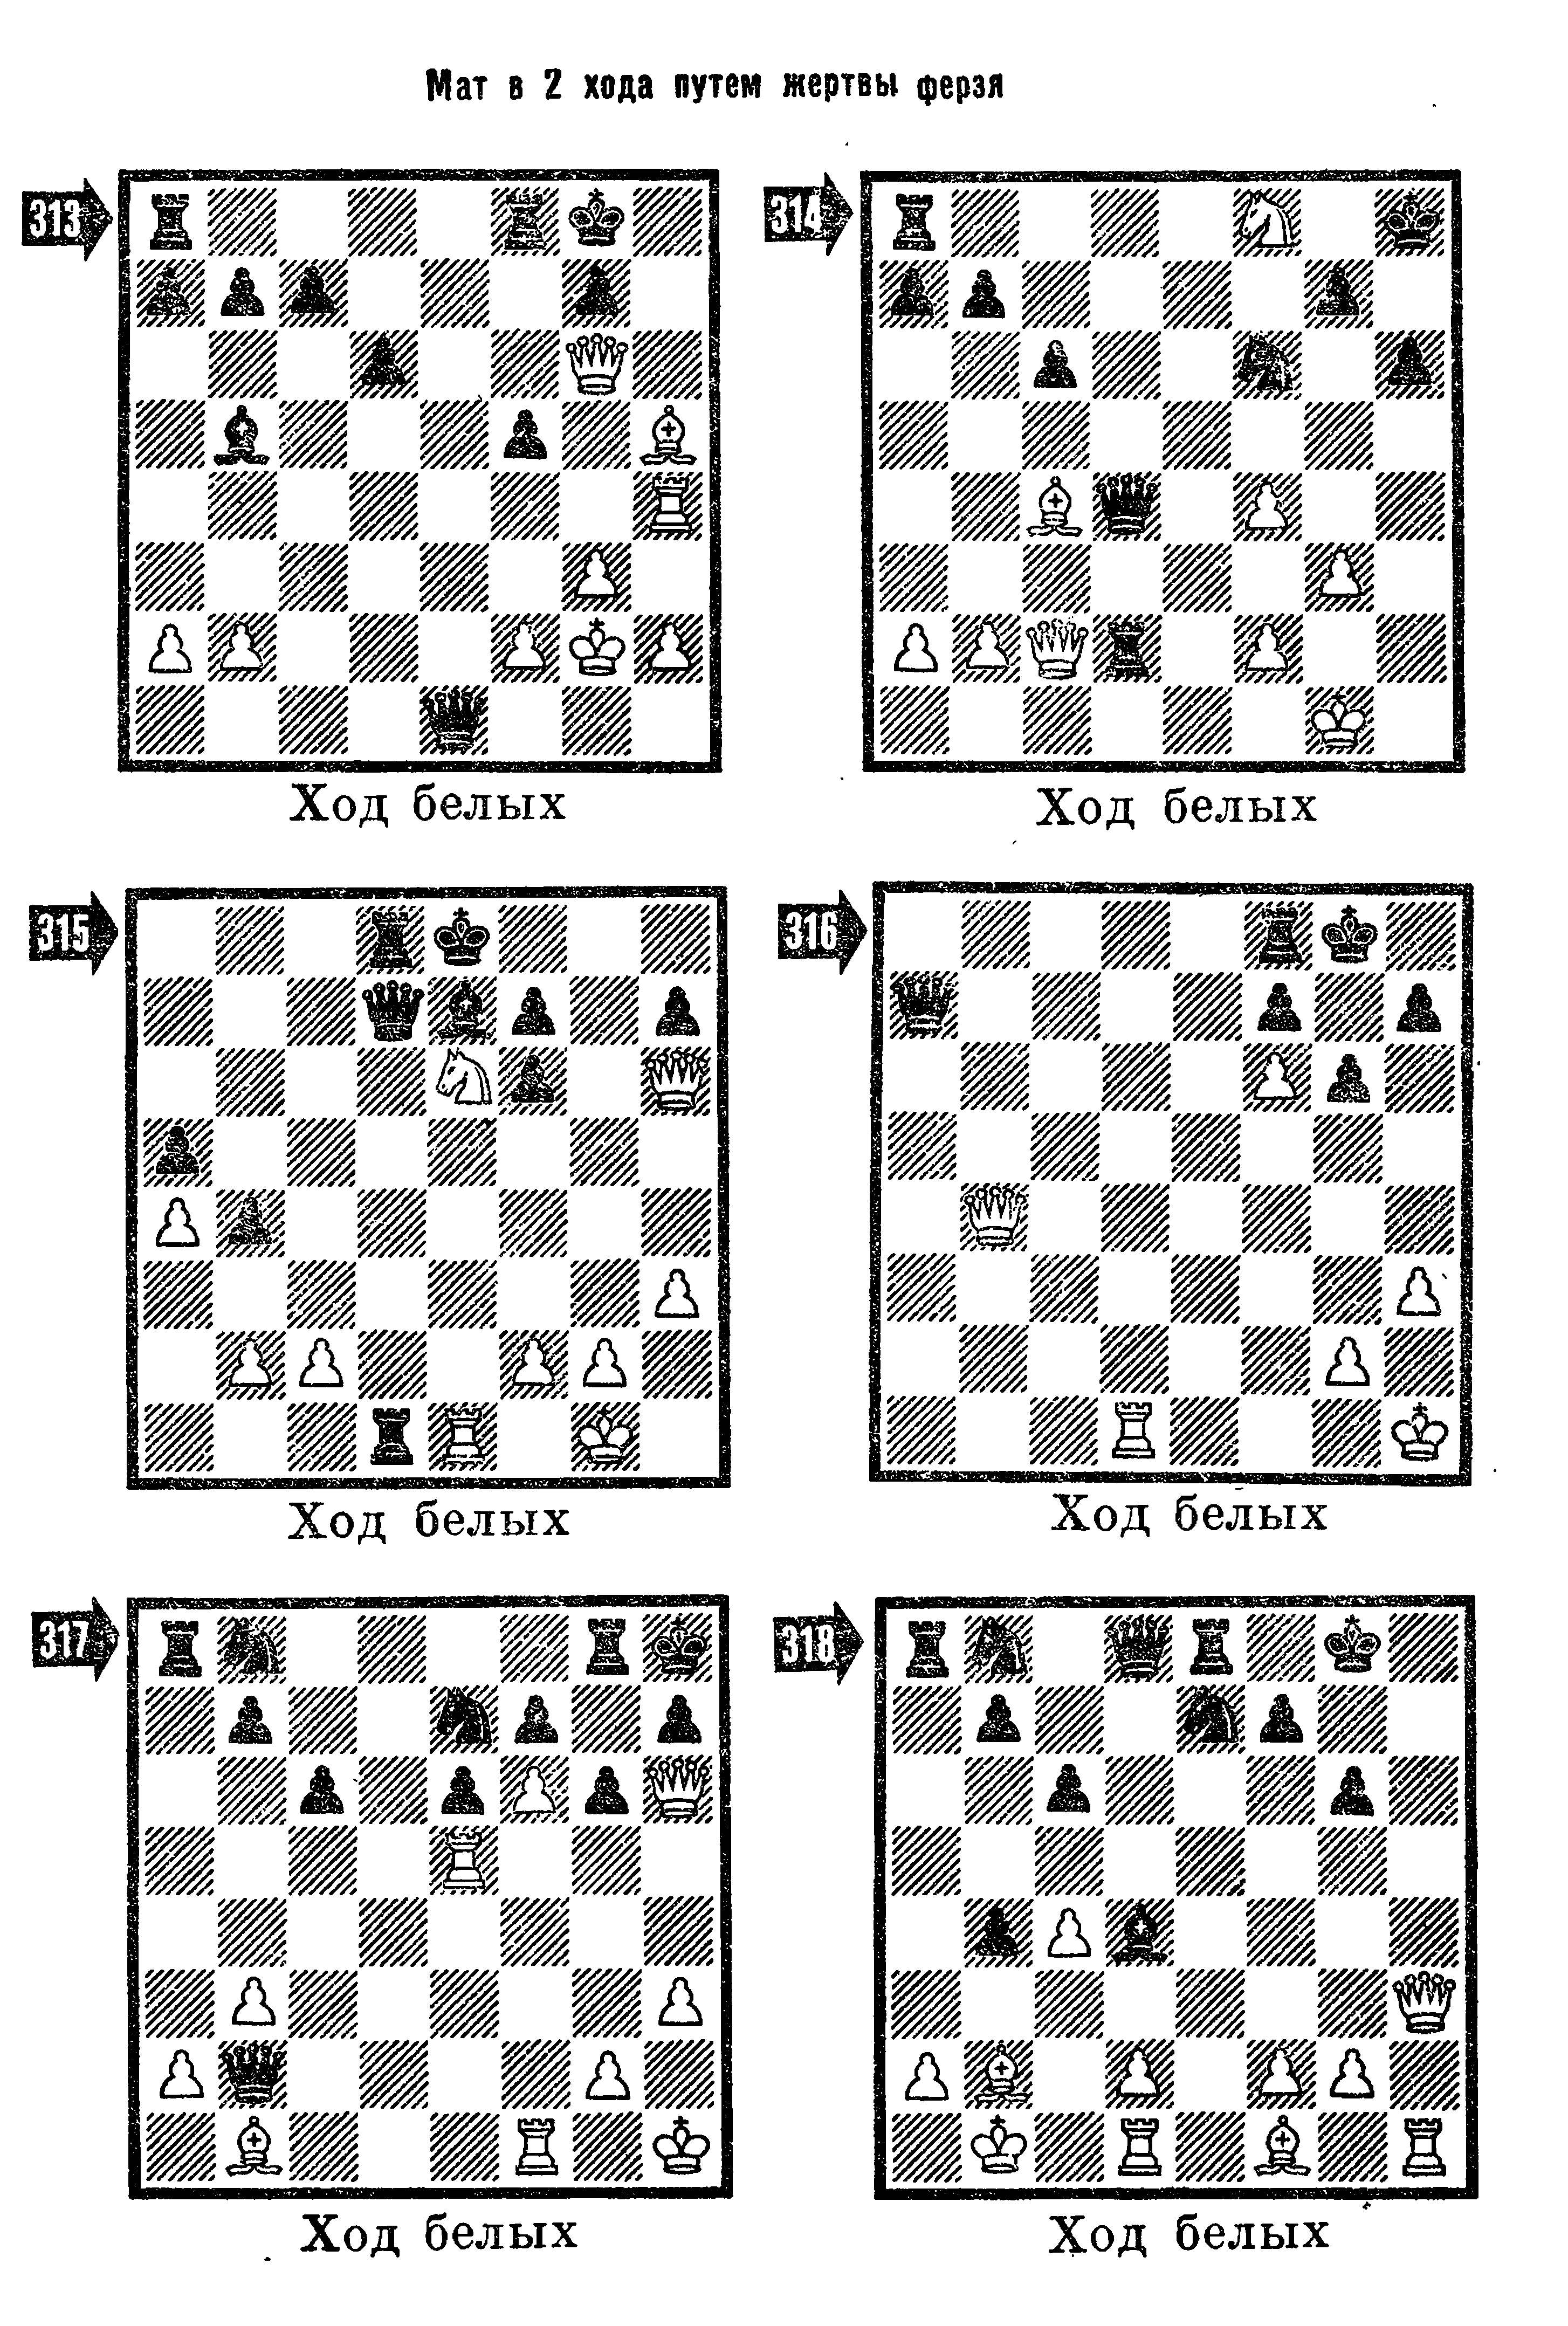 Мат в 2 хода путем жертвы ферзя
313
314
Ход белых
Ход белых
315
316
Ход белых
Ход белых
317
318
Ход белых
Ход белых